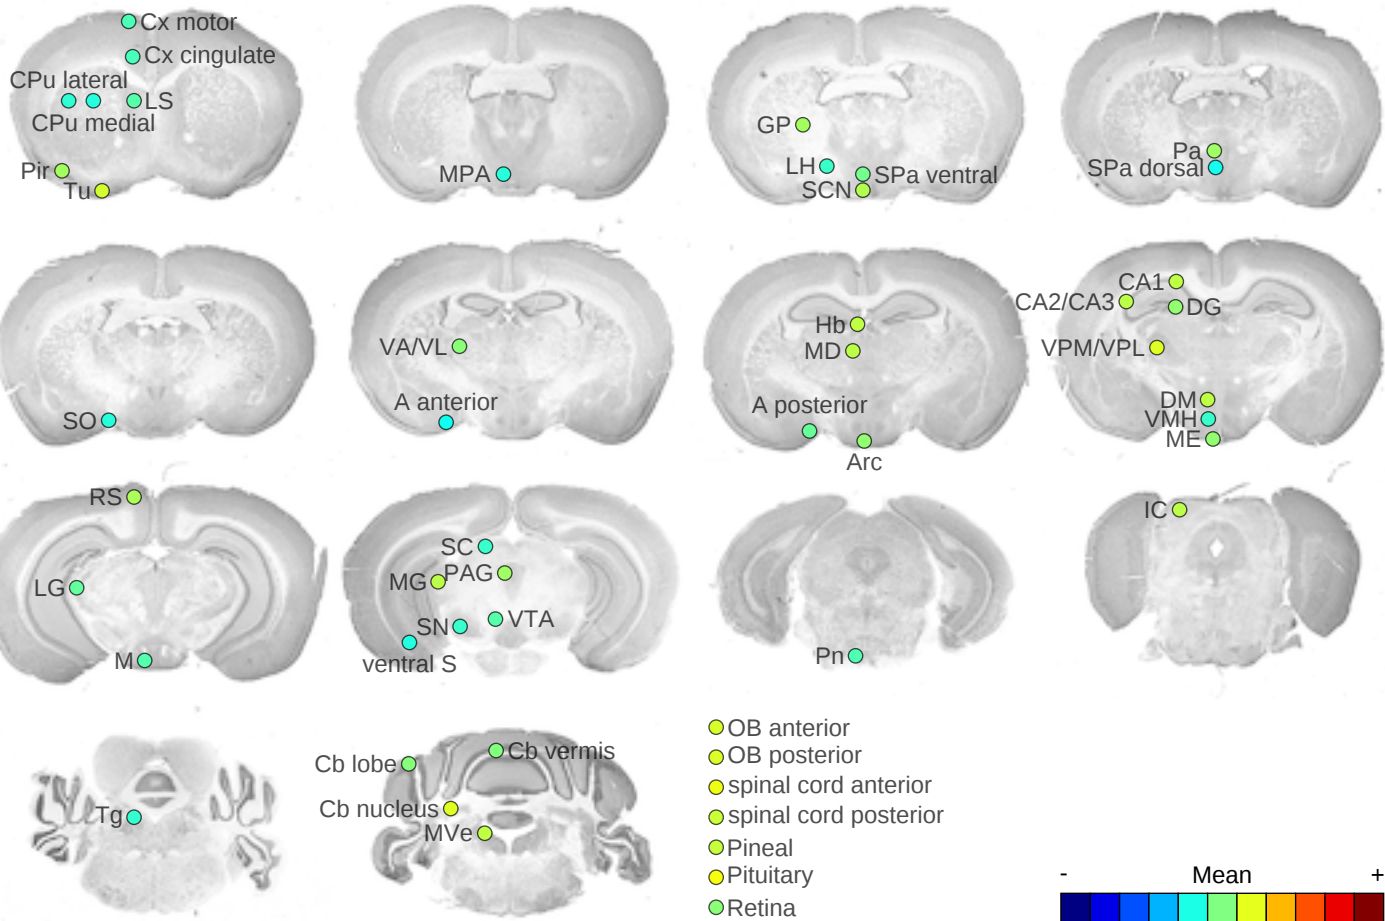 Cx motor
Cx cingulate
CPu lateral
LS
CPu medial
Pir
Tu
MPA
GP
LH
SPa ventral
SCN
Pa
SPa dorsal
SO
VA/VL
A anterior
Hb
MD
A posterior
Arc
CA1
CA2/CA3
DG
VPM/VPL
DM
VMH
ME
RS
LG
M
SC
MG
PAG
SN
VTA
ventral S
Pn
IC
Tg
Cb lobe
Cb vermis
Cb nucleus
MVe
OB anterior
OB posterior
spinal cord anterior
spinal cord posterior
Pineal
Pituitary
Retina
- Mean +